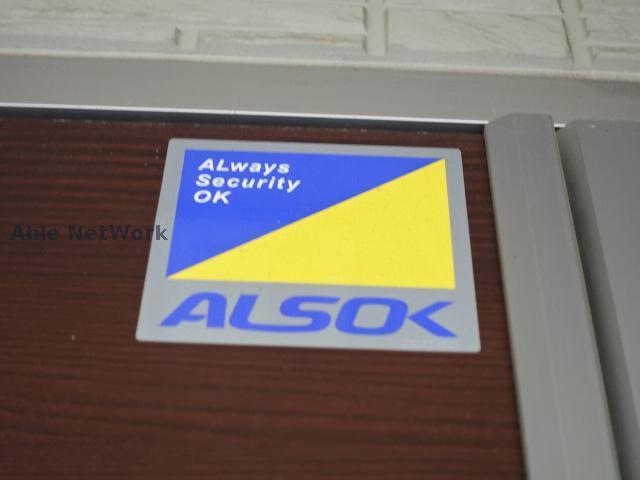 ALways
Security
OK
Able NetWork
ALSOK